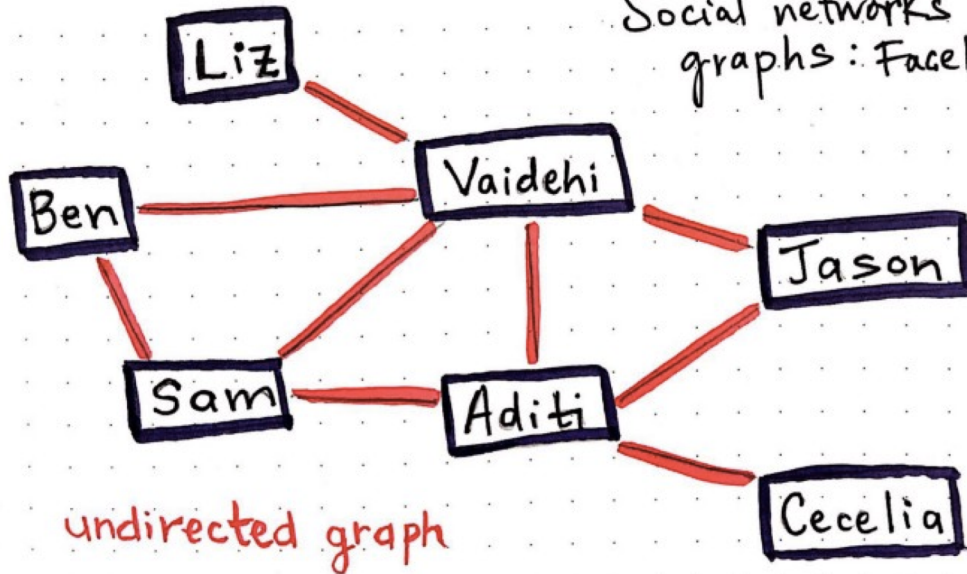 Social networks
graphs: Face
Liz
Vaidehi
Ben
Jason
Sam
Aditi
Cecelia
undirected graph